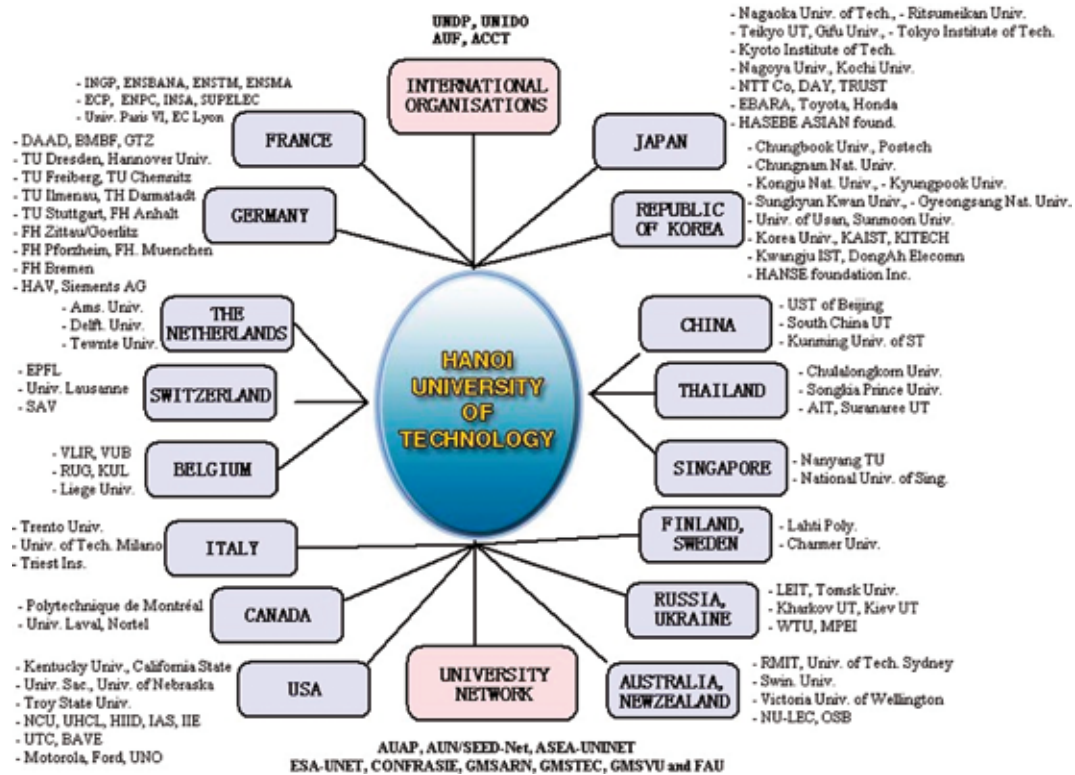 UNDP, UNIDO
AUF, ACCT
INTERNATIONAL
ORGANISATIONS
- INGP, ENSBANA, ENSTM, ENSMA
- ECP, ENPC, INSA, SUPELEC
- Univ. Paris VI, EC Lyon
FRANCE
- Nagaoka Univ. of Tech., - Ritsumeikan Univ.
- Teikyo UT, Gifu Univ., - Tokyo Institute of Tech.
- Kyoto Institute of Tech.
- Nagoya Univ., Kochi Univ.
- NTT Co, DAY, TRUST
- EBARA, Toyota, Honda
- HASEBE ASIAN found.
JAPAN
- DAAD, BMBF, GTZ
- TU Dresden, Hannover Univ.
- TU Freiberg, TU Chemnitz
- TU Ilmenau, TH Darmatadt
- TU Stuttgart, FH Anhalt
- FH Zittau/Goerlitz
- FH Pforzheim, FH. Muenchen
- FH Bremen
- HAV, Siements AG
GERMANY
- Chungbook Univ., Postech
- Chungnam Nat. Univ.
- Kongju Nat. Univ., - Kyungpook Univ.
- Sungkyun Kwan Univ., - Gyeongsang Nat. Univ.
- Univ. of Usan, Sunmoon Univ.
- Korea Univ., KAIST, KITECH
- Kwangju IST, DongAh Elecomn
- HANSE foundation Inc.
REPUBLIC
OF KOREA
- Ams. Univ.
- Delft. Univ.
- Tewnte Univ.
THE
NETHERLANDS
- UST of Beijing
- South China UT
- Kunming Univ. of ST
CHINA
HANOI
UNIVERSITY
OF
TECHNOLOGY
- EPFL
- Univ. Lausanne
- SAV
SWITZERLAND
- Chulalongkorn Univ.
- Songkia Prince Univ.
- AIT, Suranaree UT
THAILAND
- VLIR, VUB
- RUG, KUL
- Liege Univ.
BELGIUM
- Nanyang TU
- National Univ. of Sing.
SINGAPORE
- Trento Univ.
- Univ. of Tech. Milano
- Triest Ins.
ITALY
- Lahti Poly.
- Charmer Univ.
FINLAND,
SWEDEN
- Polytechnique de Montréal
- Univ. Laval, Nortel
CANADA
- LEIT, Tomsk Univ.
- Kharkov UT, Kiev UT
- WTU, MPEI
RUSSIA,
UKRAINE
- Kentucky Univ., California State
- Univ. Sac., Univ. of Nebraska
- Troy State Univ.
- NCU, UHCL, HIID, IAS, IIE
- UTC, BAVE
- Motorola, Ford, UNO
USA
UNIVERSITY
NETWORK
- RMIT, Univ. of Tech. Sydney
- Swin. Univ.
- Victoria Univ. of Wellington
- NU-LEC, OSB
AUSTRALIA,
NEWZEALAND
AUAP, AUN/SEED-Net, ASEA-UNINET
ESA-UNET, CONFRASIE, GMSARN, GMSTEC, GMSVU and FAU